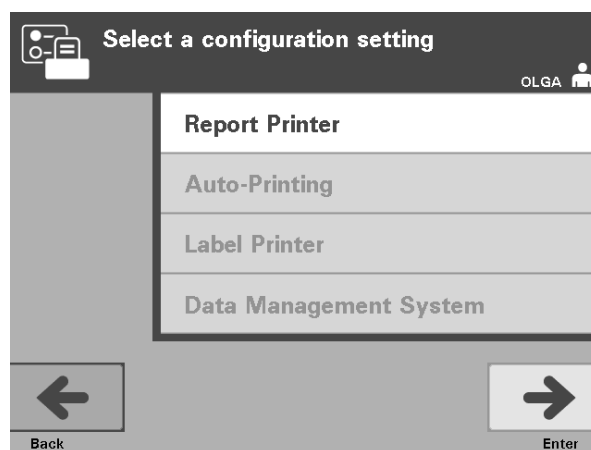 Select a configuration setting
OLGA
Report Printer
Auto-Printing
Label Printer
Data Management System
Back
Enter